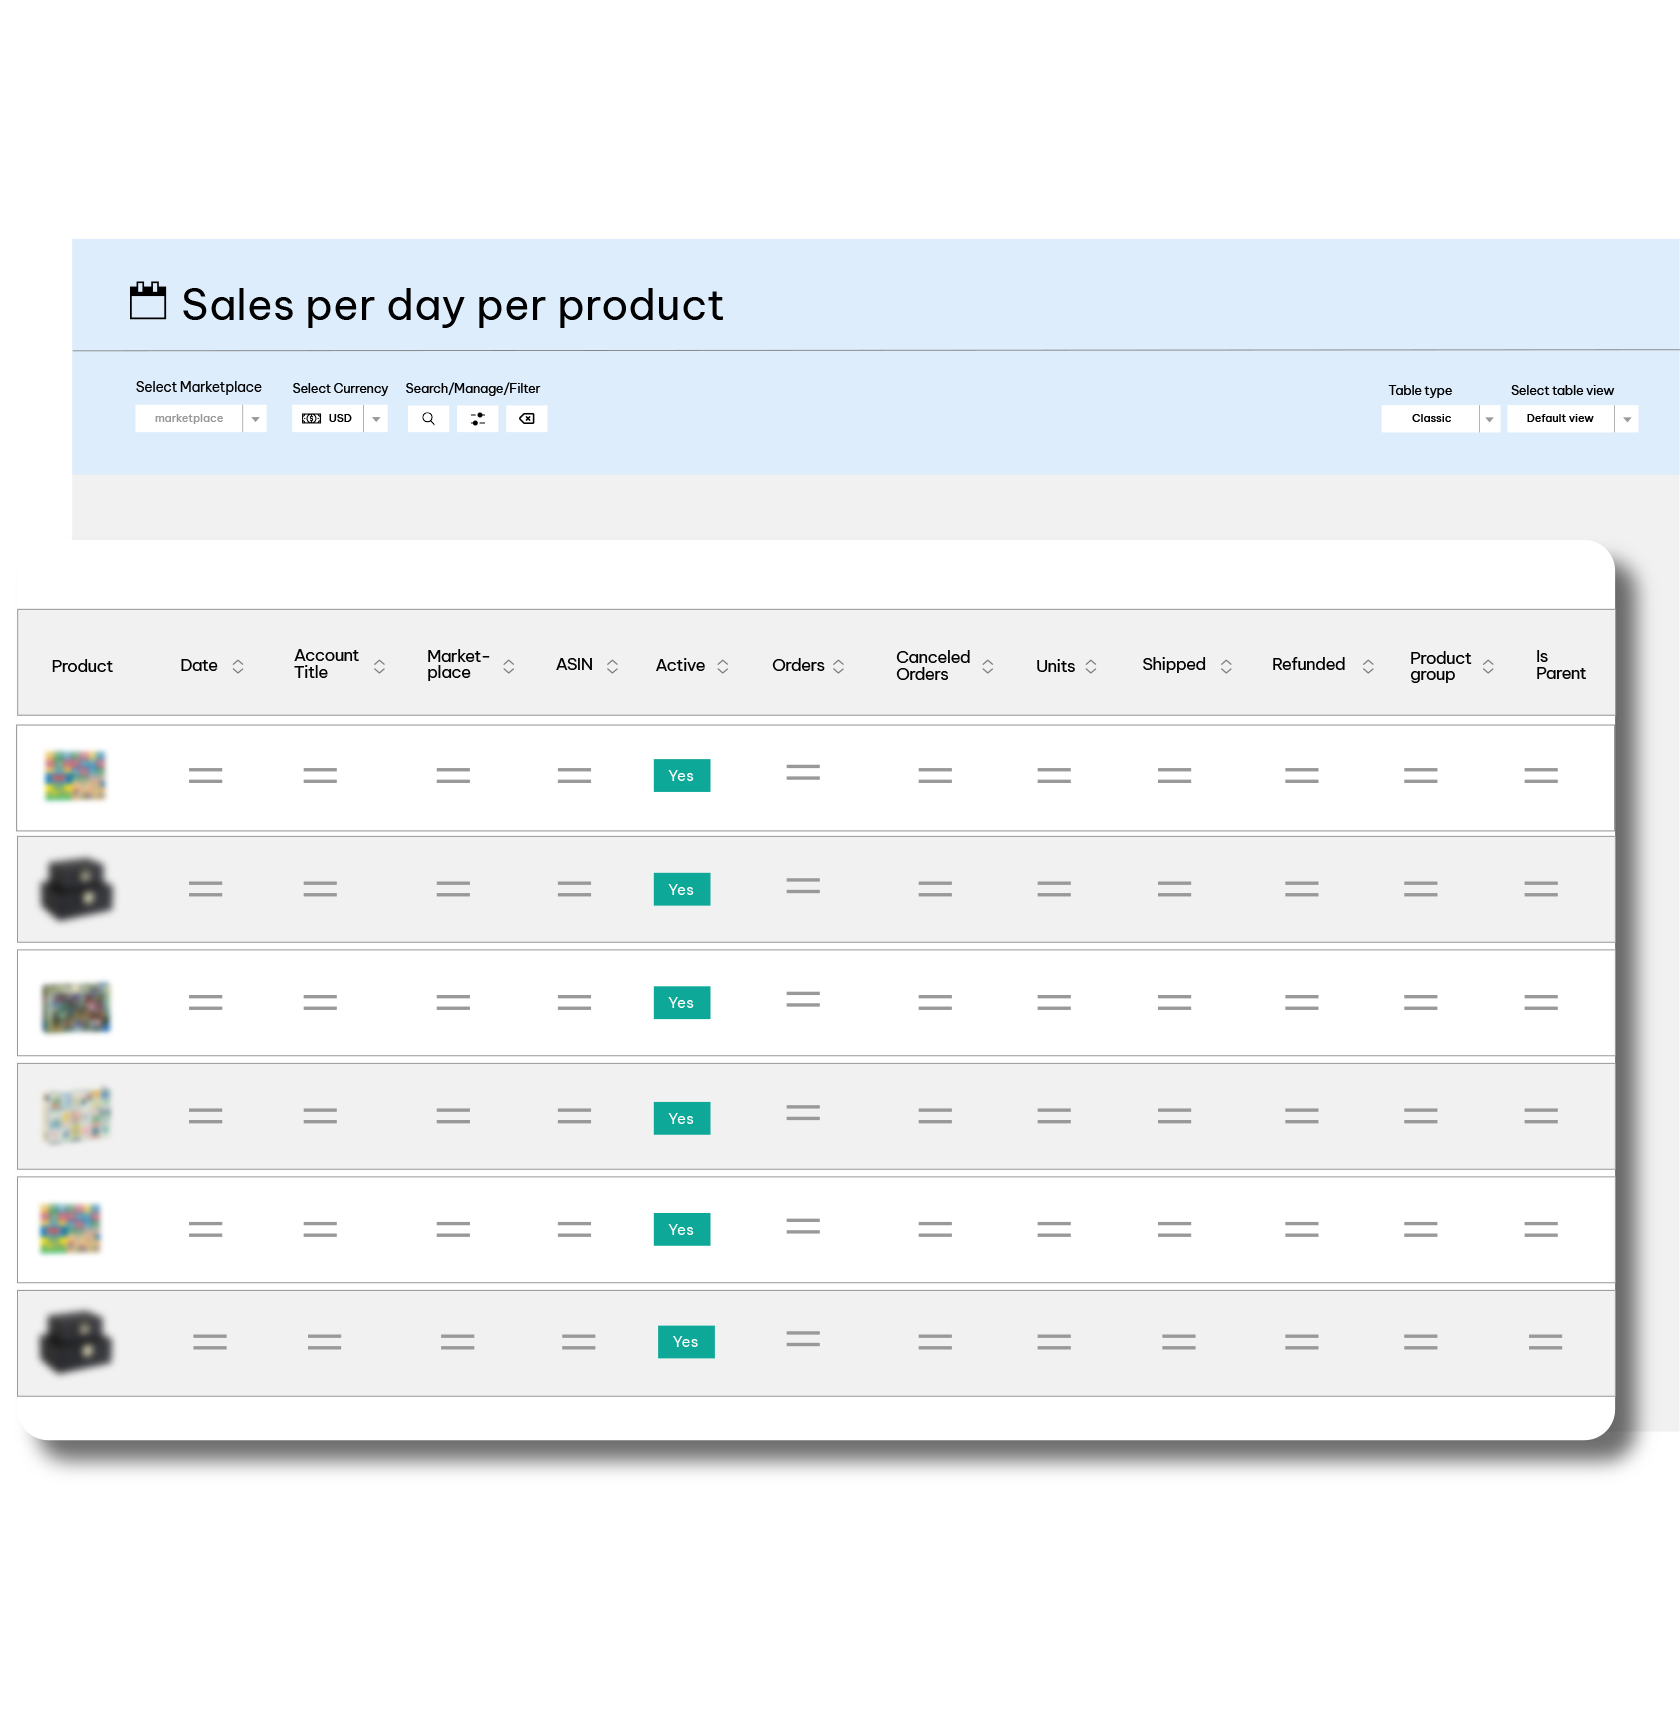 Sales per day per product
Select Marketplace
Select Currency
Search/Manage/Filter
Table type
Select table view
marketplace
USD
Classic
Default view
Product
Date
Account
Title
Market-
place
ASIN
Active
Orders
Canceled
Orders
Units
Shipped
Refunded
Product
group
Is
Parent
Yes
Yes
Yes
Yes
Yes
Yes